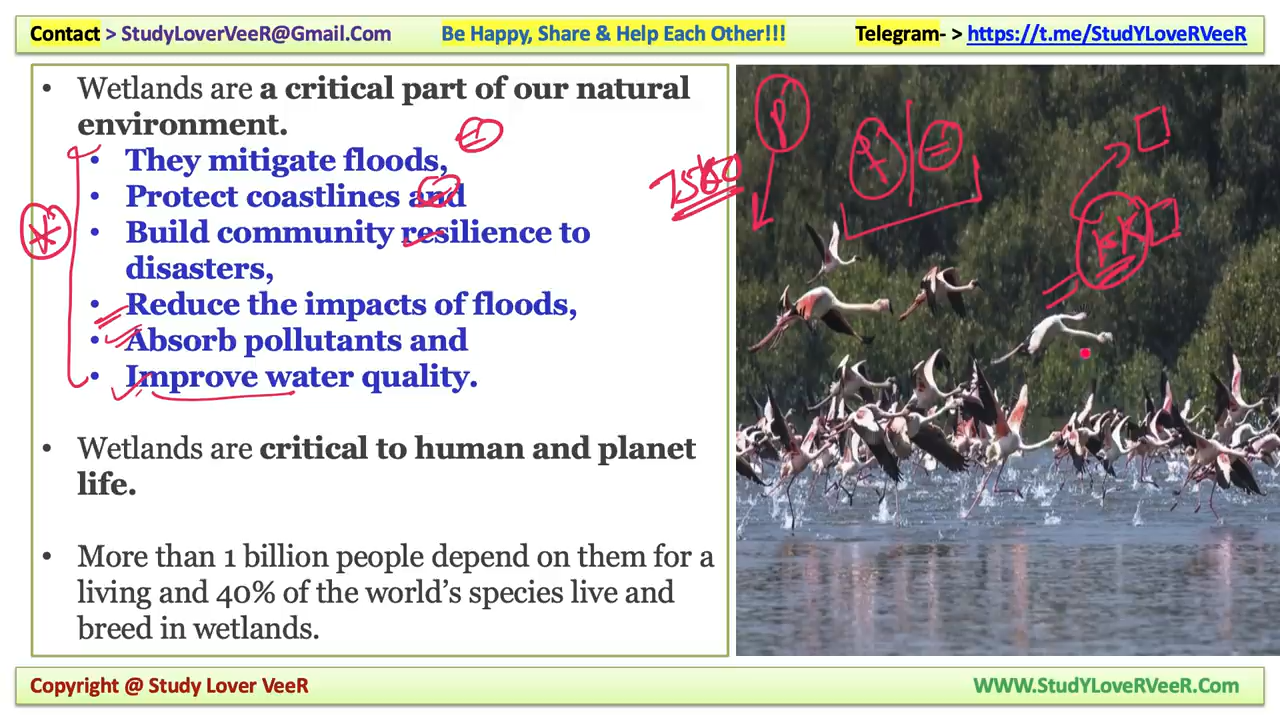 Contact > StudyLoverVeeR@Gmail.Com Be Happy, Share & Help Each Other!!! Telegram- > https://t.me/StudYLoveRVeeR
• Wetlands are a critical part of our natural
environment.
• They mitigate floods,
• Protect coastlines and
• Build community resilience to
disasters,
• Reduce the impacts of floods,
• Absorb pollutants and
• Improve water quality.
• Wetlands are critical to human and planet
life.
• More than 1 billion people depend on them for a
living and 40% of the world's species live and
breed in wetlands.
P
KK
Copyright @ Study Lover VeeR WWW.StudYLoveRVeeR.Com